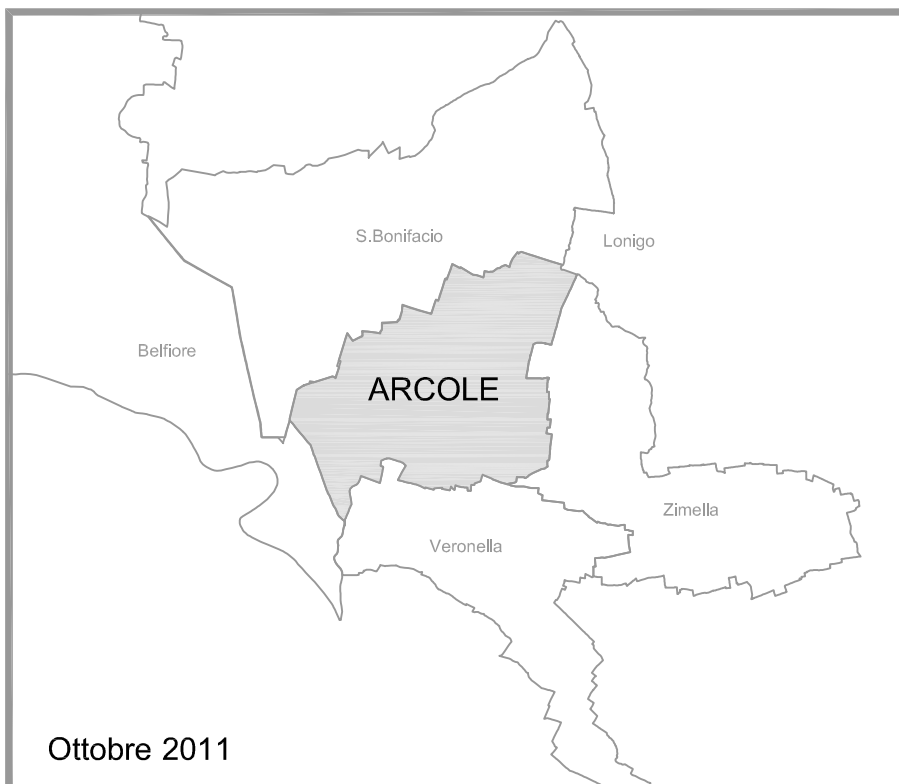 S.Bonifacio
Lonigo
Belfiore
ARCOLE
Zimella
Veronella
Ottobre 2011